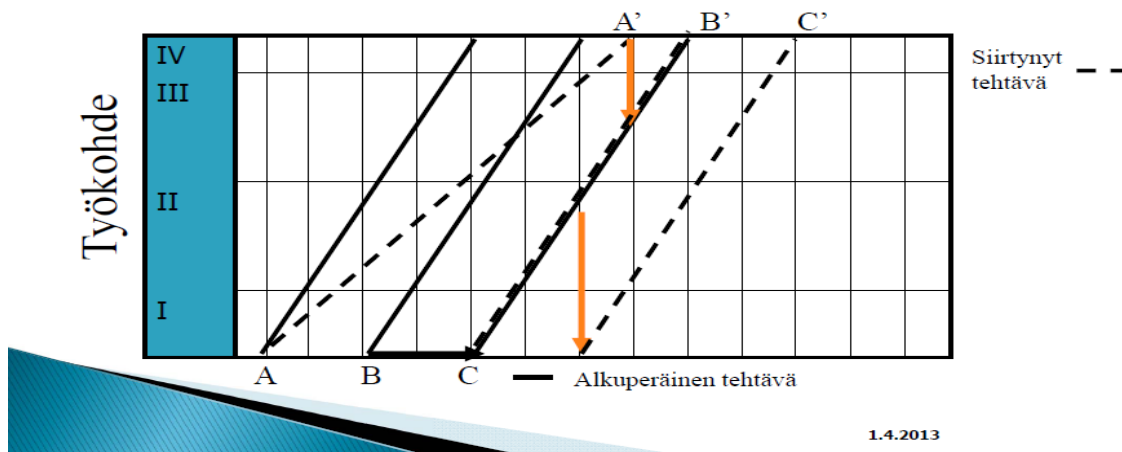 A' B' C'
IV
III
II
I
Työkohde
Siirtynyt
tehtävä
A B C
Alkuperäinen tehtävä
1.4.2013